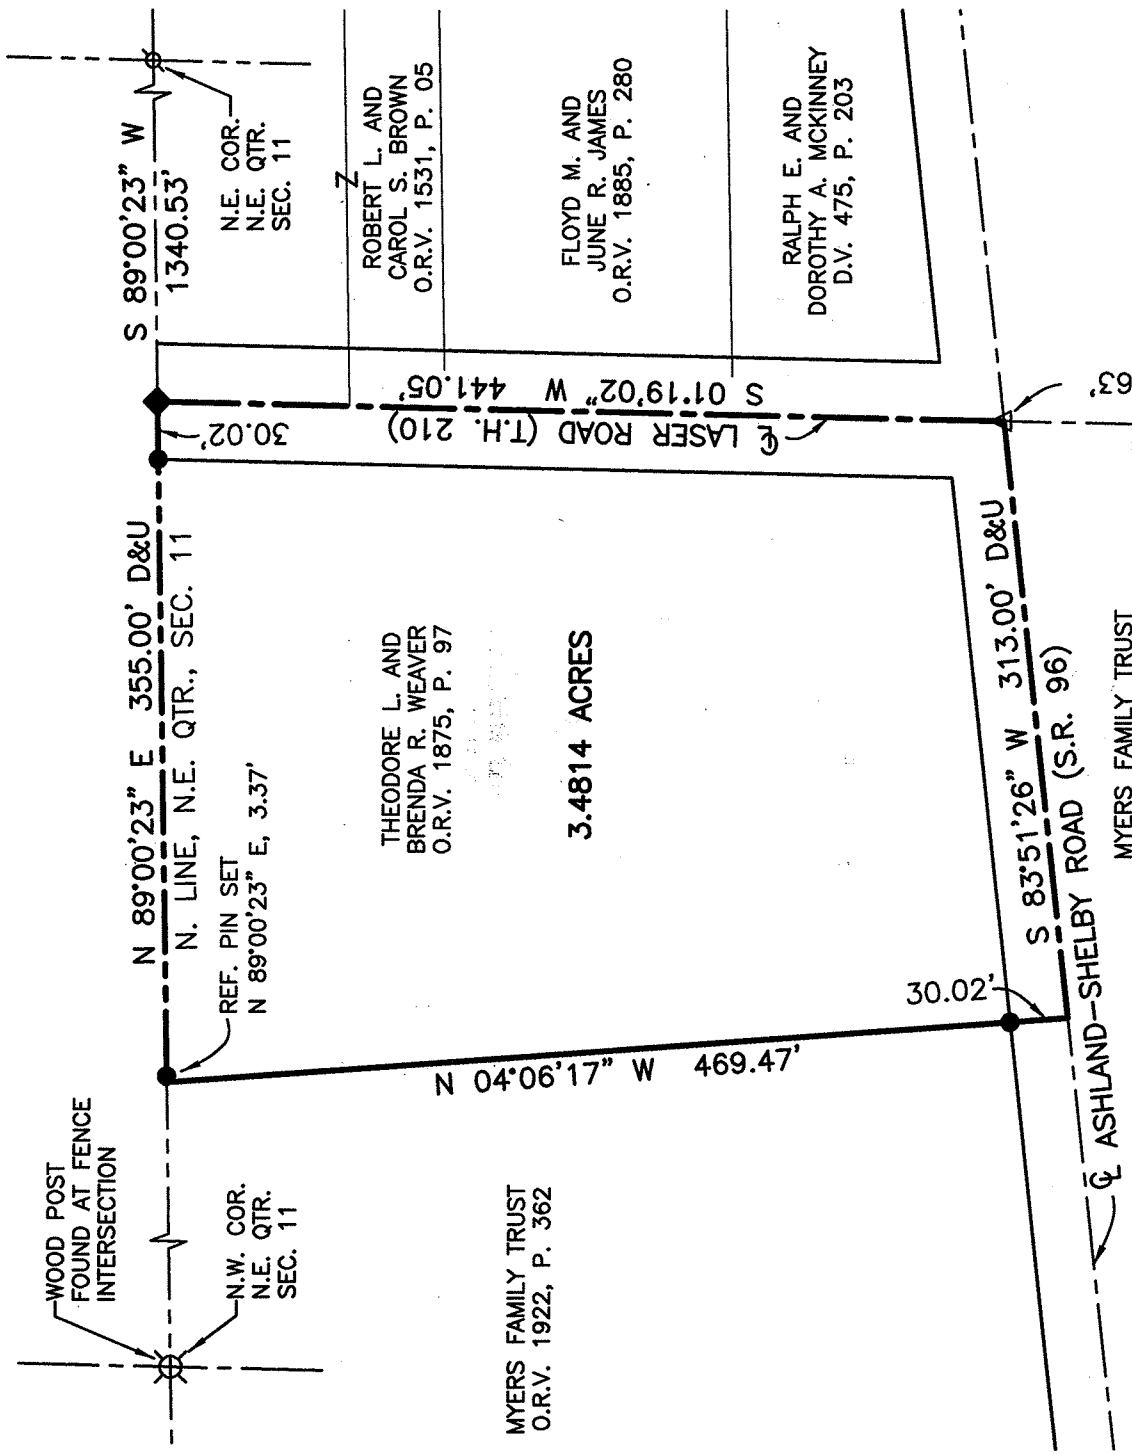 WOOD POST
FOUND AT FENCE
INTERSECTION
N.W. COR.
N.E. QTR.
SEC. 11
N 89°00'23" E 355.00' D&U
N. LINE, N.E. QTR., SEC. 11
REF. PIN SET
N 89°00'23" E, 3.37'
30.02'
S 89°00'23" W
1340.53'
N.E. COR.
N.E. QTR.
SEC. 11
Z
ROBERT L. AND
CAROL S. BROWN
O.R.V. 1531, P. 05
FLOYD M. AND
JUNE R. JAMES
O.R.V. 1885, P. 280
RALPH E. AND
DOROTHY A. MCKINNEY
D.V. 475, P. 203
S 01°19'02" W 441.05'
℄ LASER ROAD (T.H. 210)
THEODORE L. AND
BRENDA R. WEAVER
O.R.V. 1875, P. 97
3.4814 ACRES
N 04°06'17" W 469.47'
30.02'
MYERS FAMILY TRUST
O.R.V. 1922, P. 362
S 83°51'26" W 313.00' D&U
℄ ASHLAND-SHELBY ROAD (S.R. 96)
MYERS FAMILY TRUST
63'